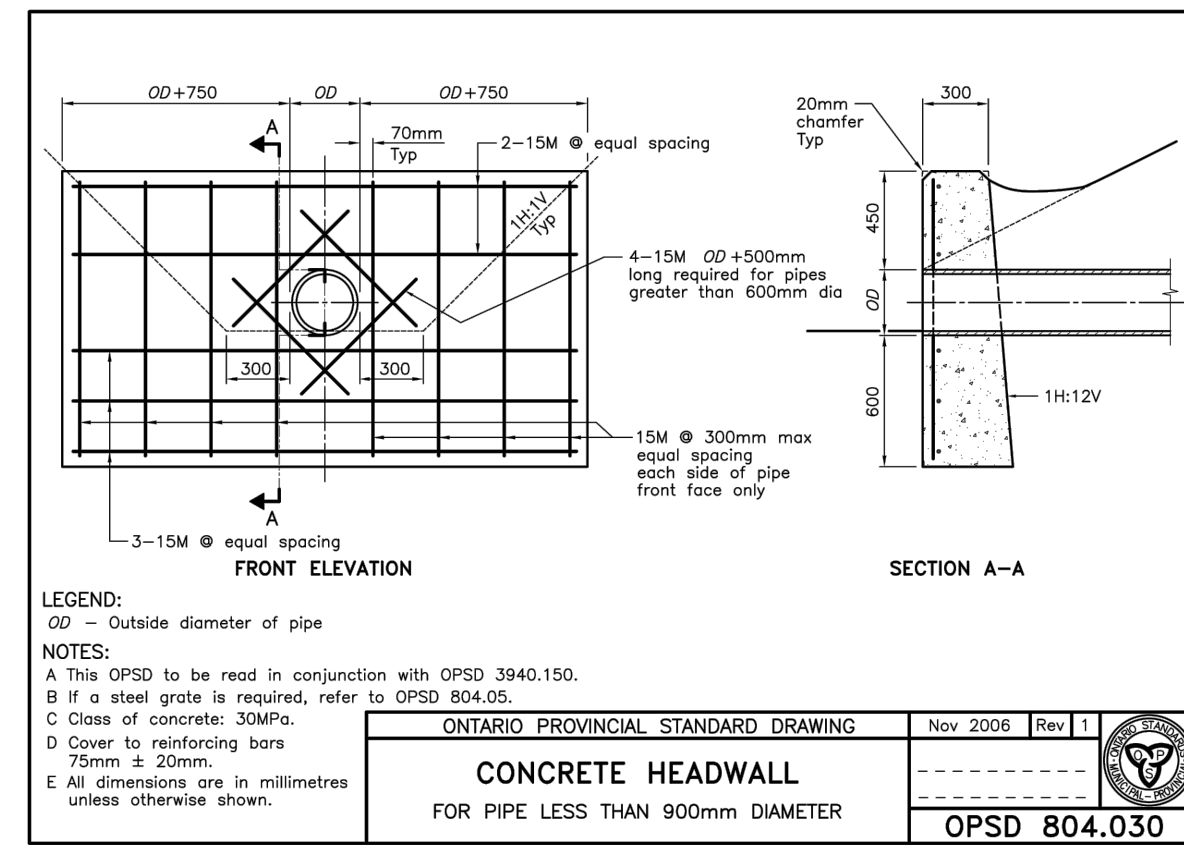 OD+750
OD
OD+750
A
70mm
Typ
2-15M @ equal spacing
1H:1V
Typ
4-15M OD+500mm
long required for pipes
greater than 600mm dia
300
300
15M @ 300mm max
equal spacing
each side of pipe
front face only
A
3-15M @ equal spacing
FRONT ELEVATION
20mm
chamfer
Typ
300
450
OD
600
1H:12V
SECTION A-A
LEGEND:
OD - Outside diameter of pipe
NOTES:
A This OPSD to be read in conjunction with OPSD 3940.150.
B If a steel grate is required, refer to OPSD 804.05.
C Class of concrete: 30MPa.
D Cover to reinforcing bars
75mm ± 20mm.
E All dimensions are in millimetres
unless otherwise shown.
ONTARIO PROVINCIAL STANDARD DRAWING
Nov 2006 Rev 1
CONCRETE HEADWALL
FOR PIPE LESS THAN 900mm DIAMETER
OPSD 804.030
ONTARIO STANDARDS
MUNICIPAL-PROVINCIAL
OPS